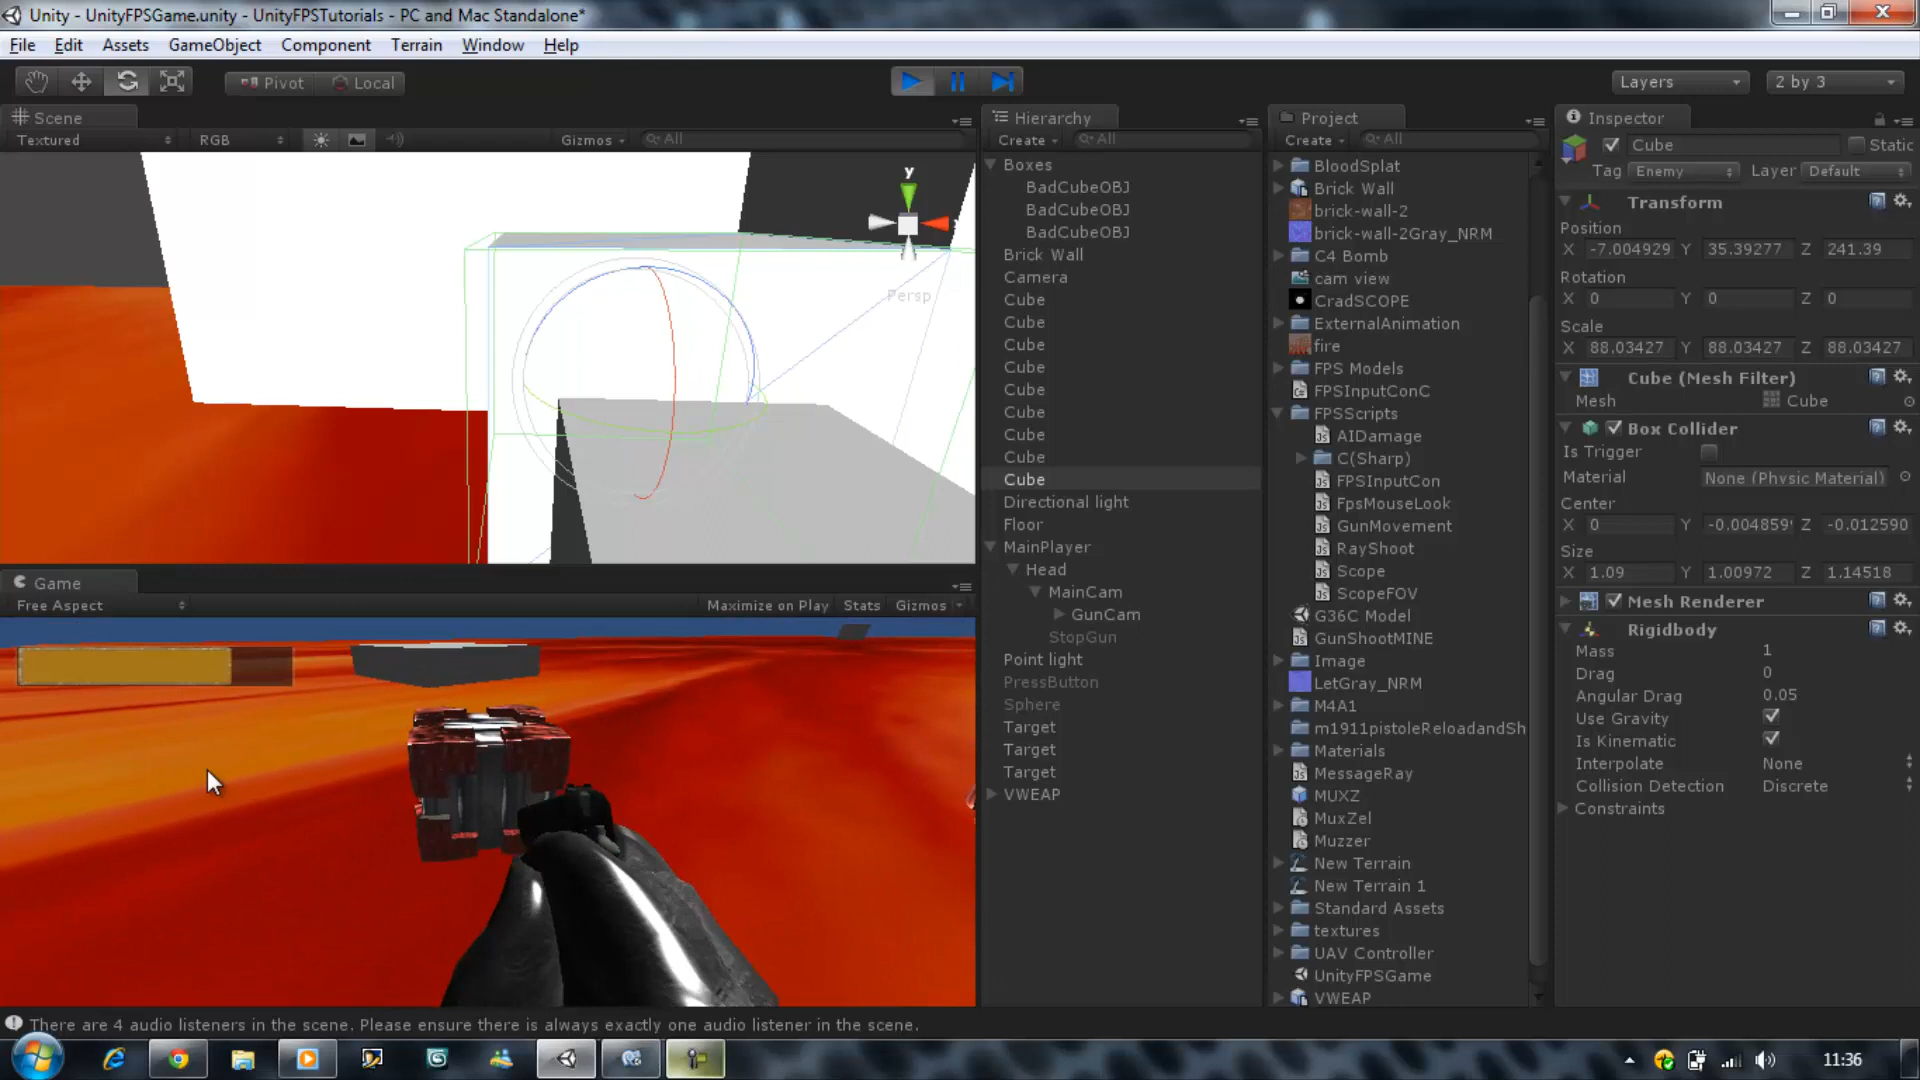 Unity - UnityFPSGame.unity - UnityFPSTutorials - PC and Mac Standalone*
File Edit Assets GameObject Component Terrain Window Help
Pivot Local Layers 2 by 3
Scene
Textured RGB Gizmos All
y
Persp
Game
Free Aspect Maximize on Play Stats Gizmos
Hierarchy
Create All
Boxes
BadCubeOBJ
BadCubeOBJ
BadCubeOBJ
Brick Wall
Camera
Cube
Cube
Cube
Cube
Cube
Cube
Cube
Cube
Cube
Directional light
Floor
MainPlayer
Head
MainCam
GunCam
StopGun
Point light
PressButton
Sphere
Target
Target
Target
VWEAP
Project
Create All
BloodSplat
Brick Wall
brick-wall-2
brick-wall-2Gray_NRM
C4 Bomb
cam view
CradSCOPE
ExternalAnimation
fire
FPS Models
FPSInputConC
FPSScripts
AIDamage
C(Sharp)
FPSInputCon
FpsMouseLook
GunMovement
RayShoot
Scope
ScopeFOV
G36C Model
GunShootMINE
Image
LetGray_NRM
M4A1
m1911pistoleReloadandSh
Materials
MessageRay
MUXZ
MuxZel
Muzzer
New Terrain
New Terrain 1
Standard Assets
textures
UAV Controller
UnityFPSGame
VWEAP
Inspector
Cube Static
Tag Enemy Layer Default
Transform
Position
X -7.004929 Y 35.39277 Z 241.39
Rotation
X 0 Y 0 Z 0
Scale
X 88.03427 Y 88.03427 Z 88.03427
Cube (Mesh Filter)
Mesh Cube
Box Collider
Is Trigger
Material None (Physic Material)
Center
X 0 Y -0.004859 Z -0.012590
Size
X 1.09 Y 1.00972 Z 1.14518
Mesh Renderer
Rigidbody
Mass 1
Drag 0
Angular Drag 0.05
Use Gravity
Is Kinematic
Interpolate None
Collision Detection Discrete
Constraints
There are 4 audio listeners in the scene. Please ensure there is always exactly one audio listener in the scene.
11:36